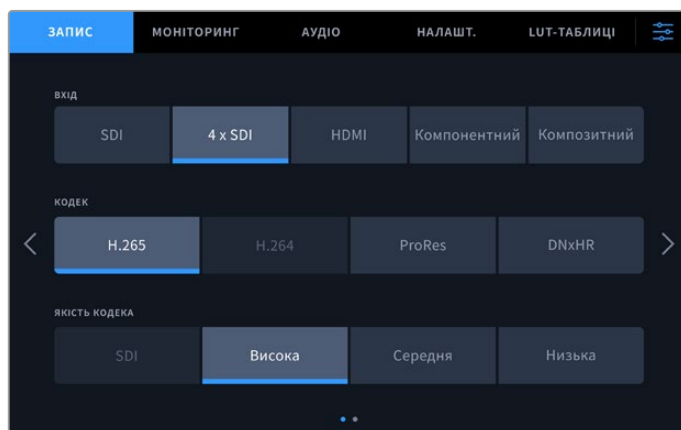 ЗАПИС МОНІТОРИНГ АУДІО НАЛАШТ. LUT-ТАБЛИЦІ
ВХІД
SDI 4 x SDI HDMI Компонентний Композитний
КОДЕК
H.265 H.264 ProRes DNxHR
ЯКІСТЬ КОДЕКА
SDI Висока Середня Низька